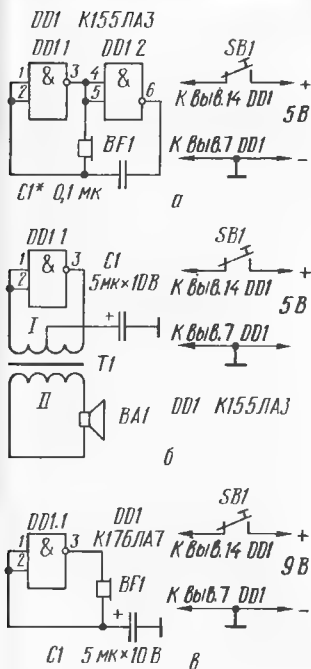 DD1 К155ЛА3
DD1.1 DD1.2
1 & 3 4 & SB1
2 5 6 +
К выв.14 DD1 5В
BF1 К выв.7 DD1
-
C1* 0,1 мк а
DD1.1 SB1
1 & 3 C1 +
2 5 мк×10В К выв.14 DD1 5В
+ К выв.7 DD1
I -
T1
II
BA1 DD1 К155ЛА3
б
DD1 SB1
DD1.1 К176ЛА7 +
1 & 3 К выв.14 DD1 9В
2 BF1 К выв.7 DD1
+ -
C1 5 мк×10 В в